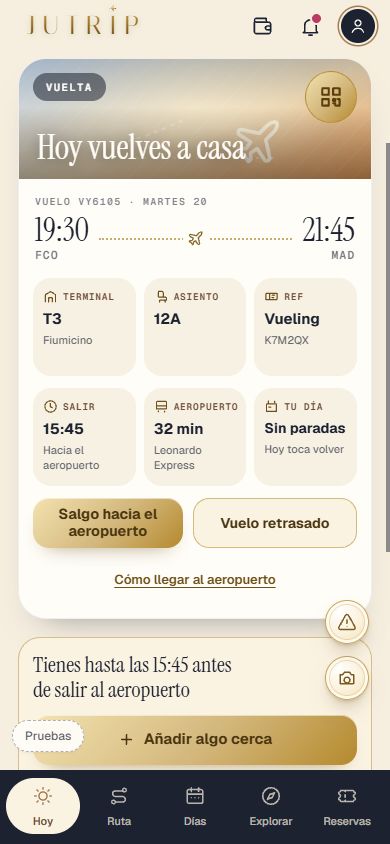 JUTRIP
VUELTA
Hoy vuelves a casa
VUELO VY6105 · MARTES 20
19:30
21:45
FCO
MAD
TERMINAL
T3
Fiumicino
ASIENTO
12A
REF
Vueling
K7M2QX
SALIR
15:45
Hacia el
aeropuerto
AEROPUERTO
32 min
Leonardo
Express
TU DÍA
Sin paradas
Hoy toca volver
Salgo hacia el
aeropuerto
Vuelo retrasado
Cómo llegar al aeropuerto
Tienes hasta las 15:45 antes
de salir al aeropuerto
Añadir algo cerca
Pruebas
Hoy
Ruta
Días
Explorar
Reservas